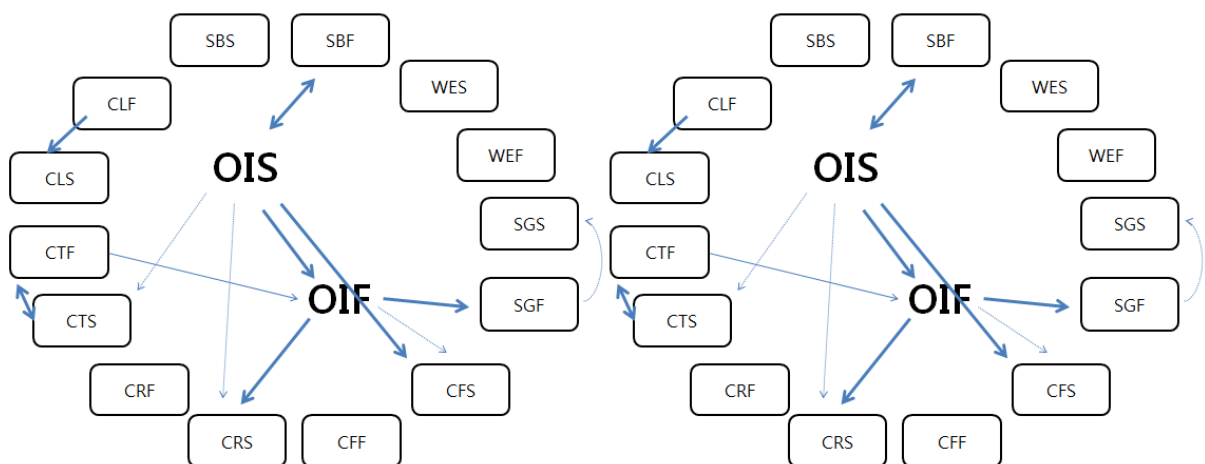 SBS
SBF
WES
CLF
WEF
OIS
CLS
SGS
CTF
SGF
OIF
CTS
CRF
CFS
CRS
CFF
SBS
SBF
WES
CLF
WEF
OIS
CLS
SGS
CTF
SGF
OIF
CTS
CRF
CFS
CRS
CFF